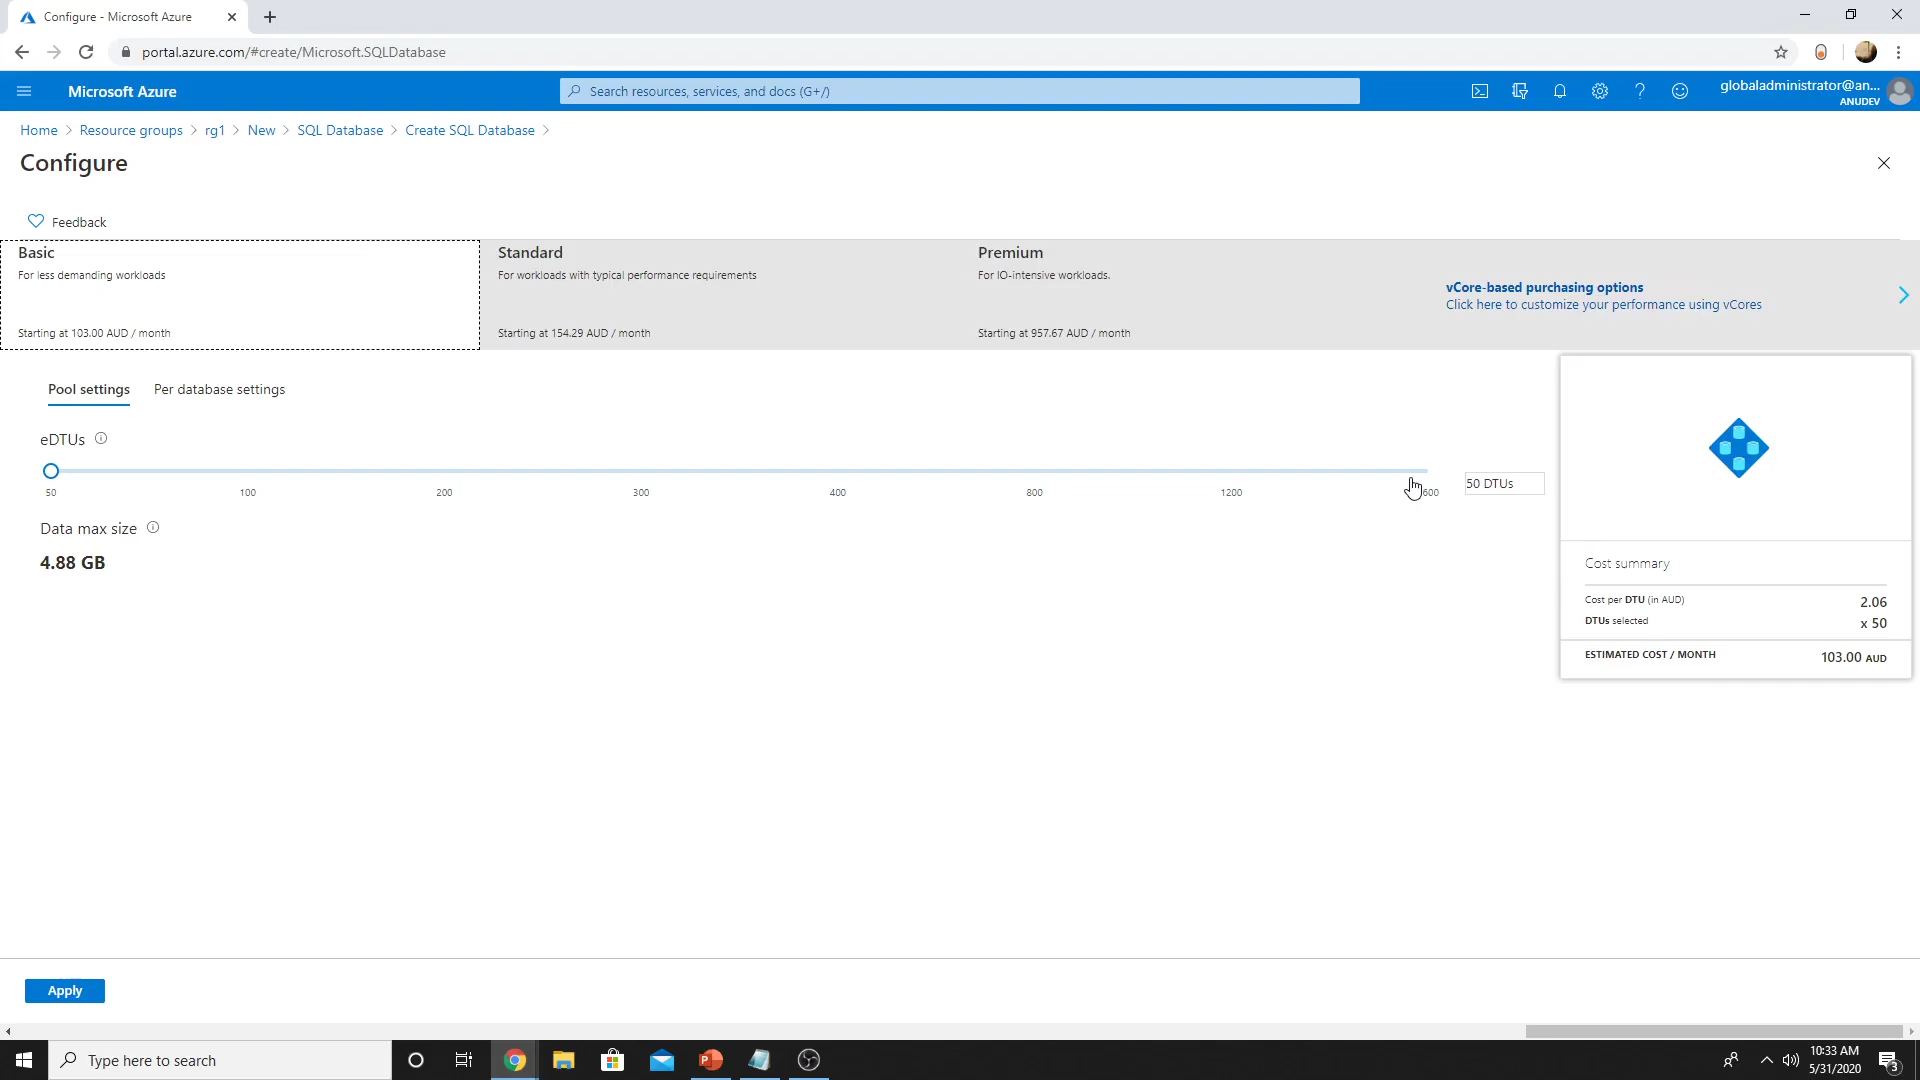 Configure - Microsoft Azure
portal.azure.com/#create/Microsoft.SQLDatabase
Microsoft Azure
Search resources, services, and docs (G+/)
globaladministrator@an...
ANUDEV
Home > Resource groups > rg1 > New > SQL Database > Create SQL Database >
Configure
Feedback
Basic
For less demanding workloads
Starting at 103.00 AUD / month
Standard
For workloads with typical performance requirements
Starting at 154.29 AUD / month
Premium
For IO-intensive workloads.
Starting at 957.67 AUD / month
vCore-based purchasing options
Click here to customize your performance using vCores
Pool settings
Per database settings
eDTUs
50 100 200 300 400 800 1200 600
50 DTUs
Data max size
4.88 GB
Cost summary
Cost per DTU (in AUD) 2.06
DTUs selected x 50
ESTIMATED COST / MONTH 103.00 AUD
Apply
Type here to search
10:33 AM
5/31/2020
3